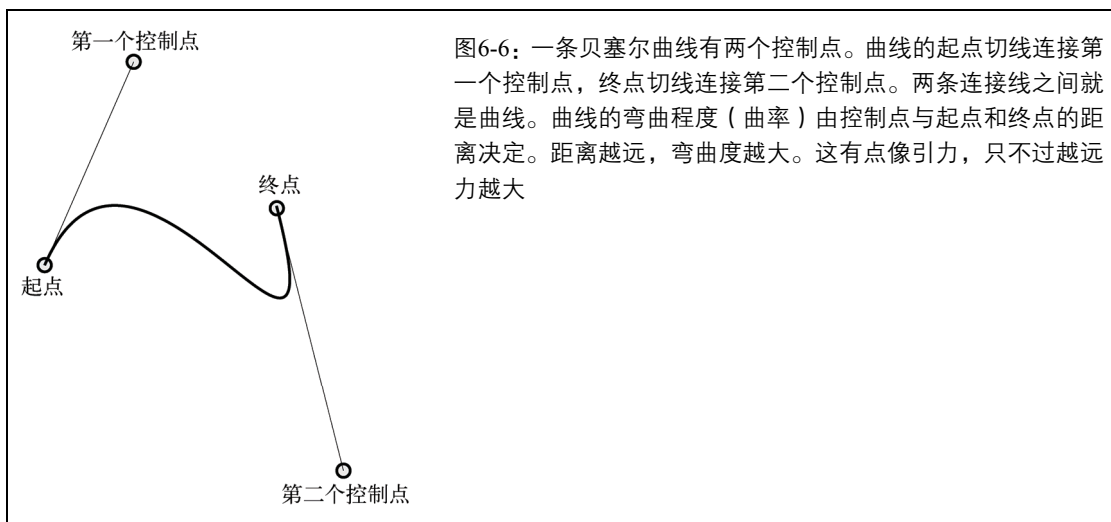 第一个控制点
终点
起点
第二个控制点
图6-6：一条贝塞尔曲线有两个控制点。曲线的起点切线连接第
一个控制点，终点切线连接第二个控制点。两条连接线之间就
是曲线。曲线的弯曲程度（曲率）由控制点与起点和终点的距
离决定。距离越远，弯曲度越大。这有点像引力，只不过越远
力越大